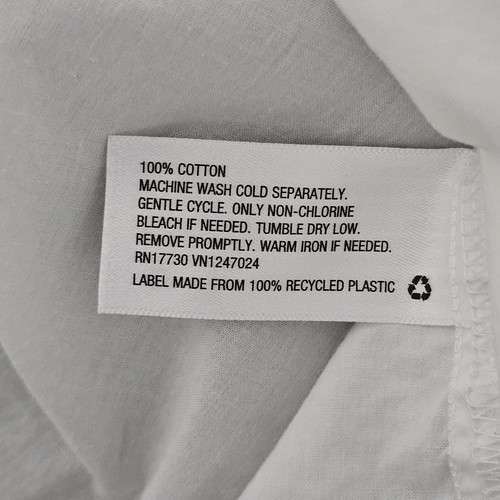 100% COTTON
MACHINE WASH COLD SEPARATELY.
GENTLE CYCLE. ONLY NON-CHLORINE
BLEACH IF NEEDED. TUMBLE DRY LOW.
REMOVE PROMPTLY. WARM IRON IF NEEDED.
RN17730 VN1247024
LABEL MADE FROM 100% RECYCLED PLASTIC